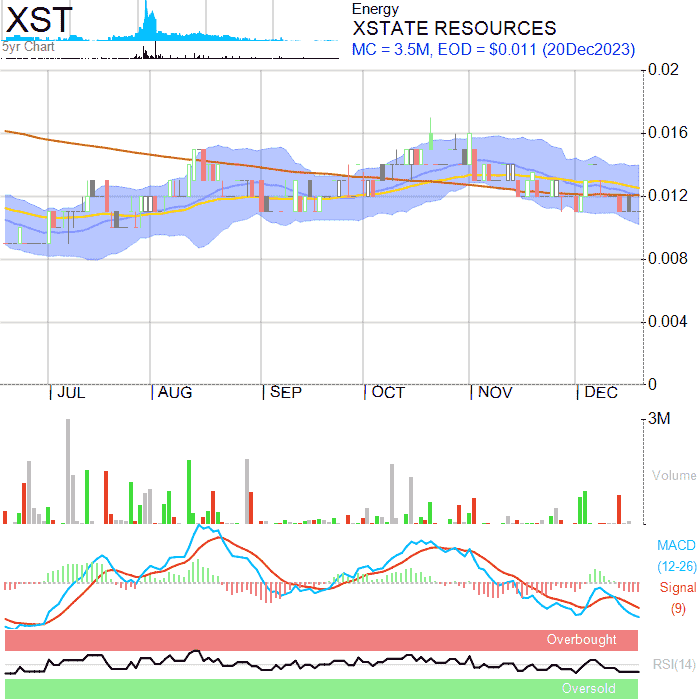 XST
5yr Chart
Energy
XSTATE RESOURCES
MC = 3.5M, EOD = $0.011 (20Dec2023)
0.02
0.016
0.012
0.008
0.004
0
JUL AUG SEP OCT NOV DEC
3M
Volume
MACD
(12-26)
Signal
(9)
Overbought
RSI(14)
Oversold